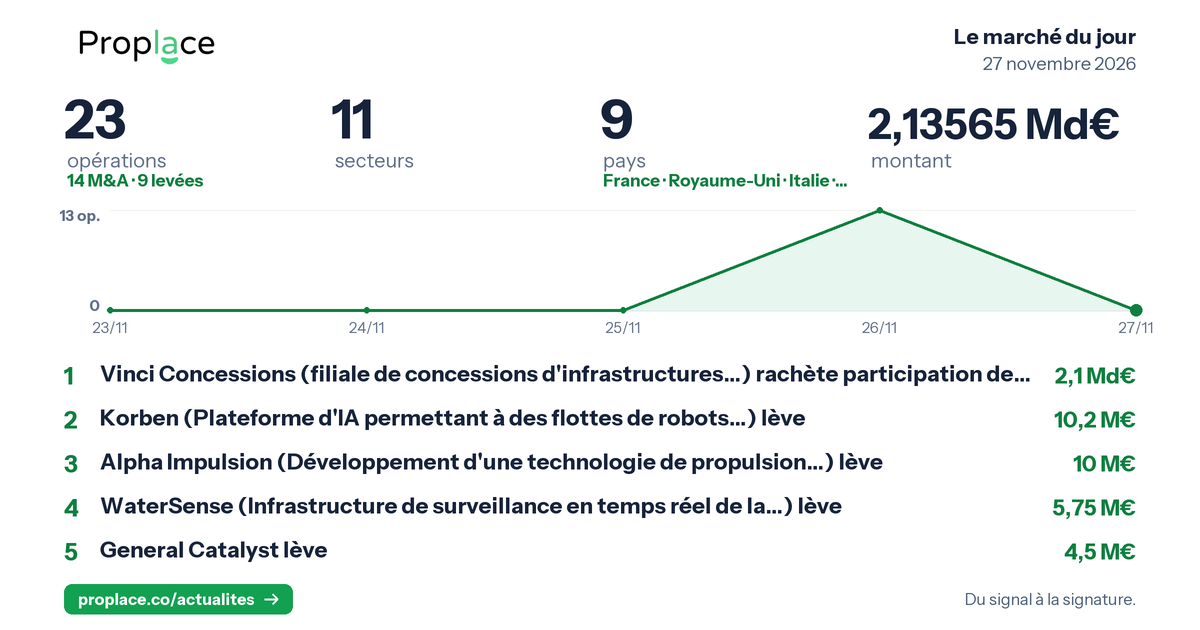 Proplace
Le marché du jour
27 novembre 2026
23
opérations
14 M&A · 9 levées
11
secteurs
9
pays
France · Royaume-Uni · Italie ·...
2,13565 Md€
montant
13 op.
0
23/11
24/11
25/11
26/11
27/11
1 Vinci Concessions (filiale de concessions d'infrastructures...) rachète participation de... 2,1 Md€
2 Korben (Plateforme d'IA permettant à des flottes de robots...) lève 10,2 M€
3 Alpha Impulsion (Développement d'une technologie de propulsion...) lève 10 M€
4 WaterSense (Infrastructure de surveillance en temps réel de la...) lève 5,75 M€
5 General Catalyst lève 4,5 M€
proplace.co/actualites →
Du signal à la signature.